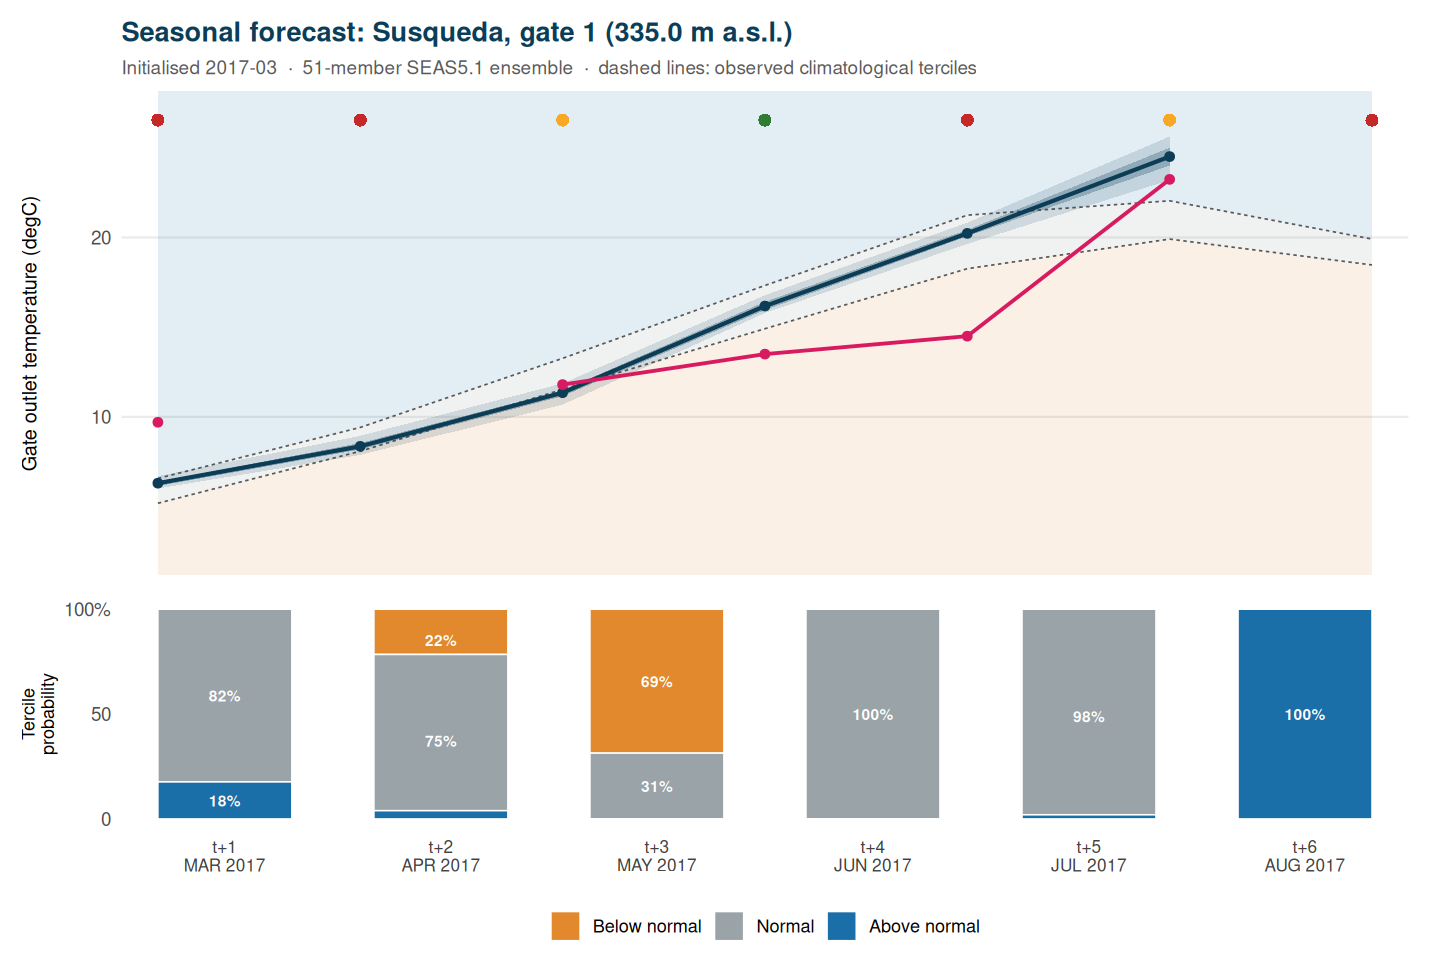 Seasonal forecast: Susqueda, gate 1 (335.0 m a.s.l.)
Initialised 2017-03 · 51-member SEAS5.1 ensemble · dashed lines: observed climatological terciles
Gate outlet temperature (degC)
20
10
Tercile
probability
100%
50
0
82%
18%
22%
75%
69%
31%
100%
98%
100%
t+1
MAR 2017
t+2
APR 2017
t+3
MAY 2017
t+4
JUN 2017
t+5
JUL 2017
t+6
AUG 2017
Below normal
Normal
Above normal